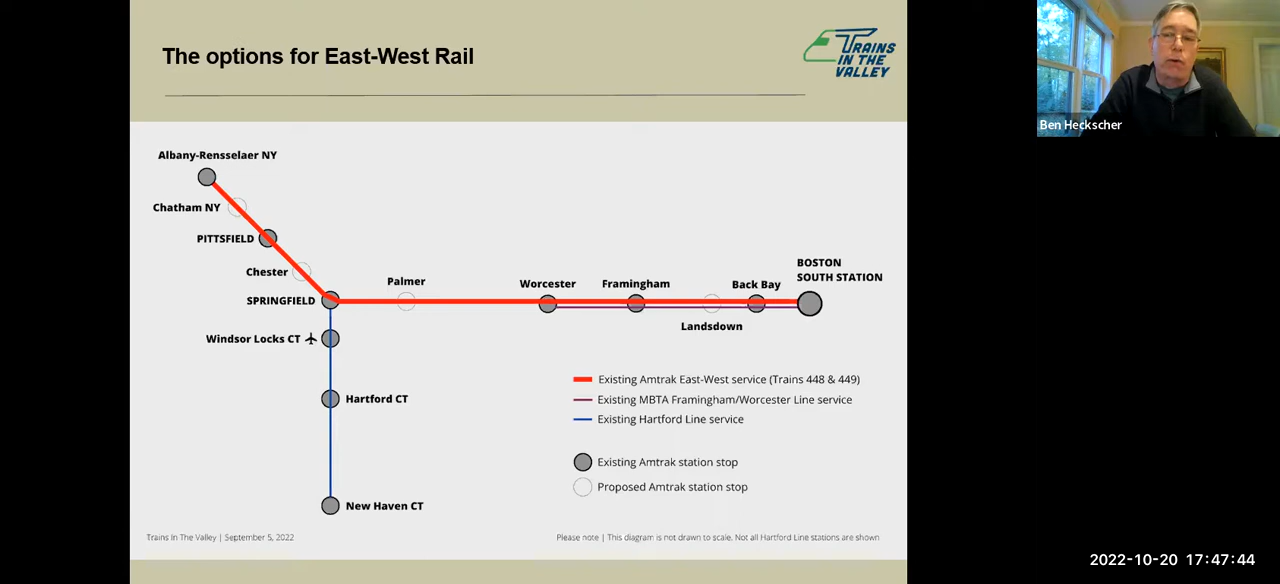 The options for East-West Rail
TRAINS
IN THE
VALLEY
Ben Heckscher
Albany-Rensselaer NY
Chatham NY
PITTSFIELD
Chester
SPRINGFIELD
Palmer
Worcester
Framingham
Landsdown
Back Bay
BOSTON
SOUTH STATION
Windsor Locks CT
Hartford CT
New Haven CT
Existing Amtrak East-West service (Trains 448 & 449)
Existing MBTA Framingham/Worcester Line service
Existing Hartford Line service
Existing Amtrak station stop
Proposed Amtrak station stop
Trains In The Valley | September 5, 2022
Please note | This diagram is not drawn to scale. Not all Hartford Line stations are shown
2022-10-20 17:47:44